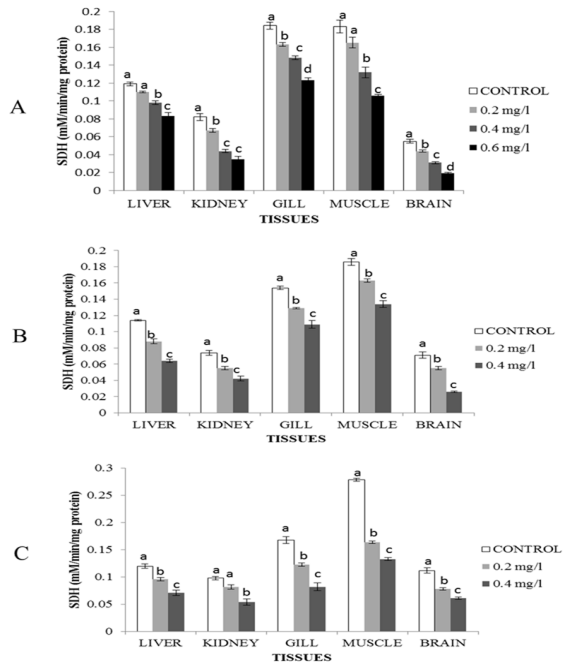 A
SDH (mM/min/mg protein)
0.2
0.18
0.16
0.14
0.12
0.1
0.08
0.06
0.04
0.02
0
a a b c
a b c c
a b c d
a a b c
a b c d
LIVER KIDNEY GILL MUSCLE BRAIN
TISSUES
CONTROL
0.2 mg/l
0.4 mg/l
0.6 mg/l
B
SDH (mM/min/mg protein)
0.2
0.18
0.16
0.14
0.12
0.1
0.08
0.06
0.04
0.02
0
a b c
a b c
a b c
a b c
a b c
LIVER KIDNEY GILL MUSCLE BRAIN
TISSUES
CONTROL
0.2 mg/l
0.4 mg/l
C
SDH (mM/min/mg protein)
0.3
0.25
0.2
0.15
0.1
0.05
0
a b c
a a b
a b c
a b c
a b c
LIVER KIDNEY GILL MUSCLE BRAIN
TISSUES
CONTROL
0.2 mg/l
0.4 mg/l